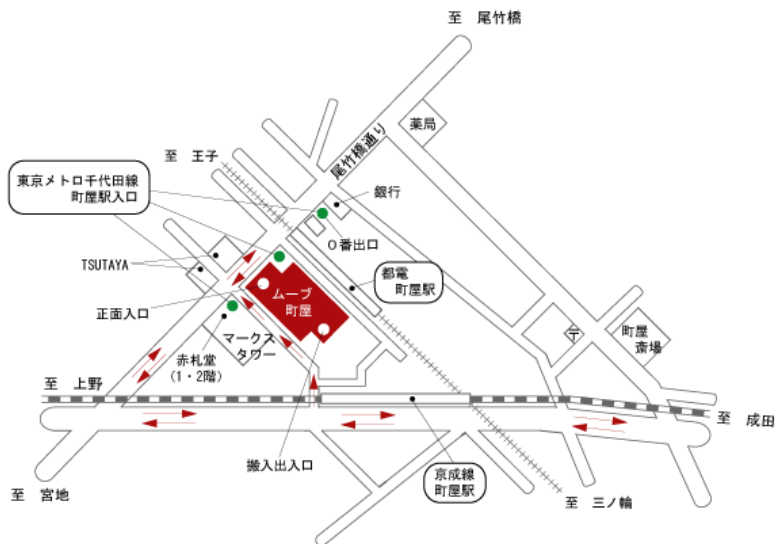 至 尾竹橋
薬局
尾竹橋通り
至 王子
東京メトロ千代田線
町屋駅入口
銀行
0番出口
TSUTAYA
都電
町屋駅
ムーブ
町屋
正面入口
マークス
タワー
赤札堂
(1・2階)
〒
町屋
斎場
至 上野
至 成田
搬入出入口
京成線
町屋駅
至 宮地
至 三ノ輪